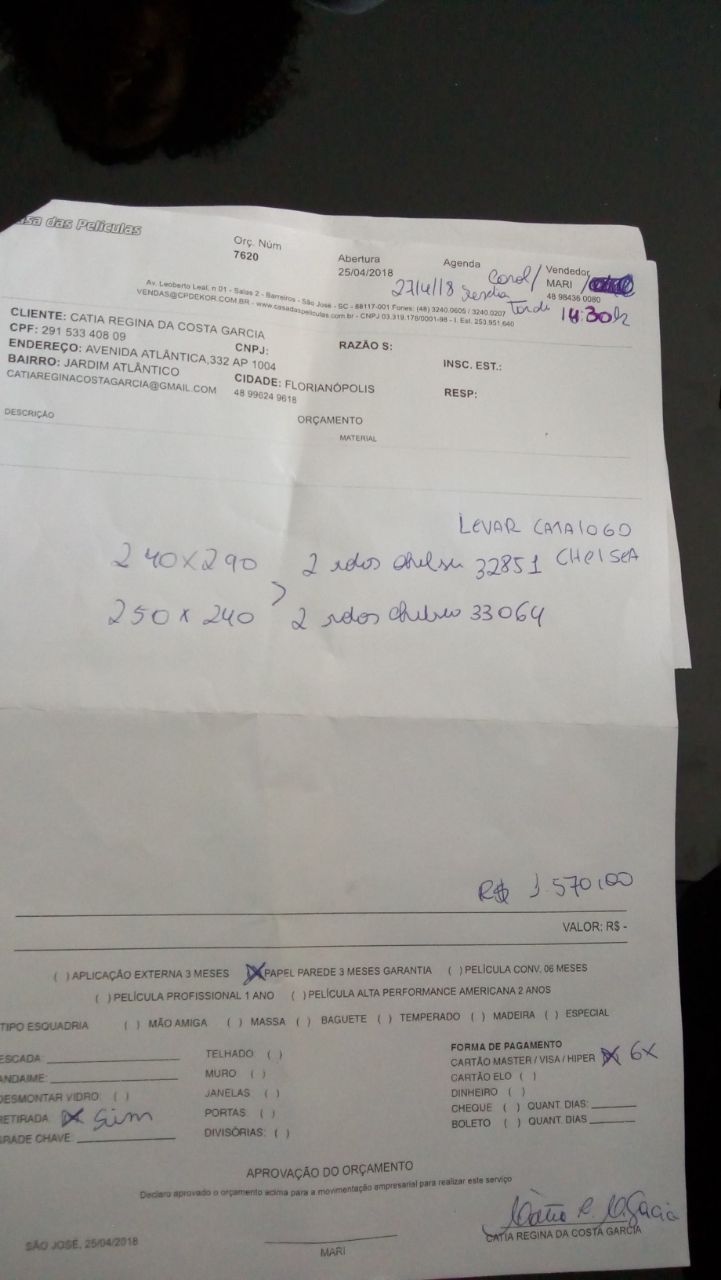 asa das Películas
Orç. Núm
7620
Abertura
25/04/2018
Agenda
27/4/18 Sexta
Tarde 14:30h
Carol/
Vendedor
MARI /
48 98436 0080
Av. Leoberto Leal, n 01 - Salas 2 - Barreiros - São José - SC - 88117-001 Fones: (48) 3240.0605 / 3240.0207
VENDAS@CPDEKOR.COM.BR - www.casadaspeliculas.com.br - CNPJ 03.319.178/0001-98 - I. Est. 253.951.640
CLIENTE: CATIA REGINA DA COSTA GARCIA
CPF: 291 533 408 09 CNPJ: RAZÃO S: INSC. EST.:
ENDEREÇO: AVENIDA ATLÂNTICA,332 AP 1004
BAIRRO: JARDIM ATLÂNTICO CIDADE: FLORIANÓPOLIS RESP:
CATIAREGINACOSTAGARCIA@GMAIL.COM 48 99624 9618
DESCRIÇÃO ORÇAMENTO
MATERIAL
LEVAR CATALOGO
CHELSEA
240x290 2 rolos Chelsea 32851
>
250x240 2 rolos Chelsea 33064
R$ 1.570,00
VALOR: R$ -
( ) APLICAÇÃO EXTERNA 3 MESES (X) PAPEL PAREDE 3 MESES GARANTIA ( ) PELÍCULA CONV. 06 MESES
( ) PELÍCULA PROFISSIONAL 1 ANO ( ) PELÍCULA ALTA PERFORMANCE AMERICANA 2 ANOS
TIPO ESQUADRIA ( ) MÃO AMIGA ( ) MASSA ( ) BAGUETE ( ) TEMPERADO ( ) MADEIRA ( ) ESPECIAL
ESCADA: TELHADO ( )
ANDAIME: MURO ( )
DESMONTAR VIDRO: ( ) JANELAS ( )
RETIRADA (X) Sim PORTAS: ( )
GRADE CHAVE: DIVISÓRIAS: ( )
FORMA DE PAGAMENTO
CARTÃO MASTER / VISA / HIPER (X) 6x
CARTÃO ELO ( )
DINHEIRO ( )
CHEQUE ( ) QUANT. DIAS:
BOLETO ( ) QUANT. DIAS
APROVAÇÃO DO ORÇAMENTO
Declaro aprovado o orçamento acima para a movimentação empresarial para realizar este serviço
CATIA REGINA DA COSTA GARCIA
SÃO JOSÉ, 25/04/2018
MARI